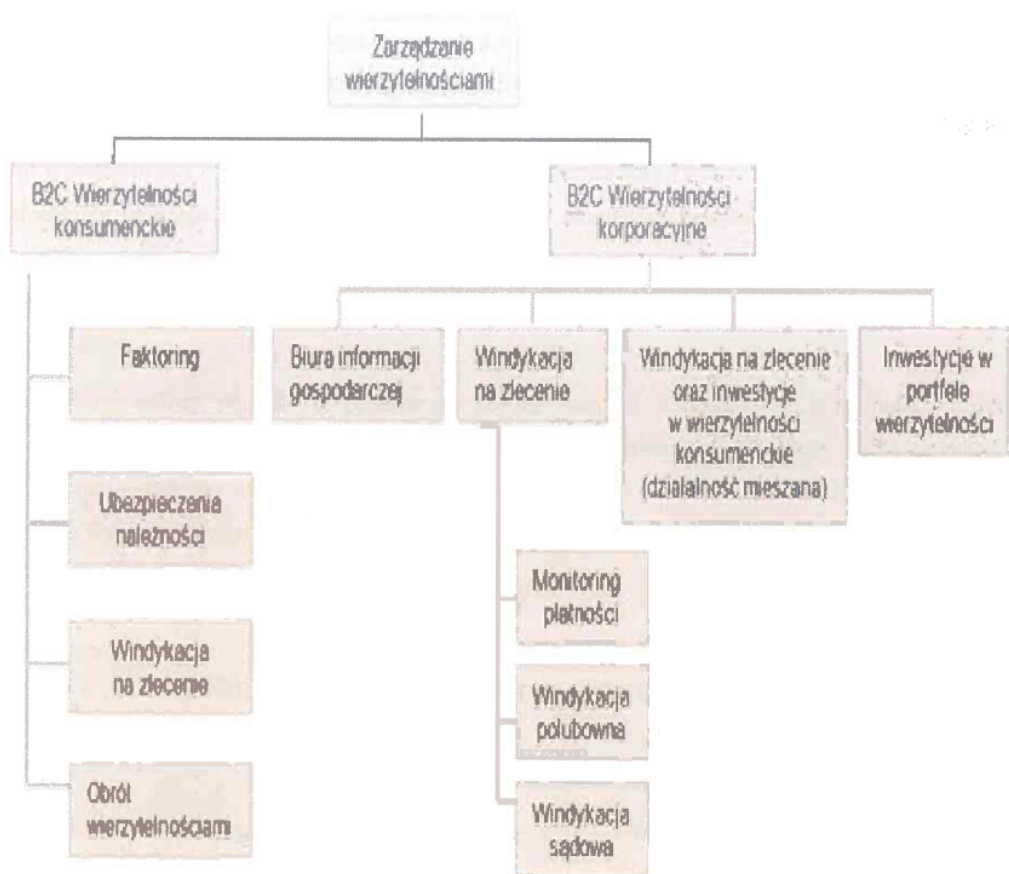 Zarządzanie
wierzytelnościami
B2C Wierzytelności
konsumenckie
B2C Wierzytelności
korporacyjne
Faktoring
Ubezpieczenia
należności
Windykacja
na zlecenie
Obrót
wierzytelnościami
Biura informacji
gospodarczej
Windykacja
na zlecenie
Windykacja na zlecenie
oraz inwestycje
w wierzytelności
konsumenckie
(działalność mieszana)
Inwestycje w
portfele
wierzytelności
Monitoring
płatności
Windykacja
polubowna
Windykacja
sądowa